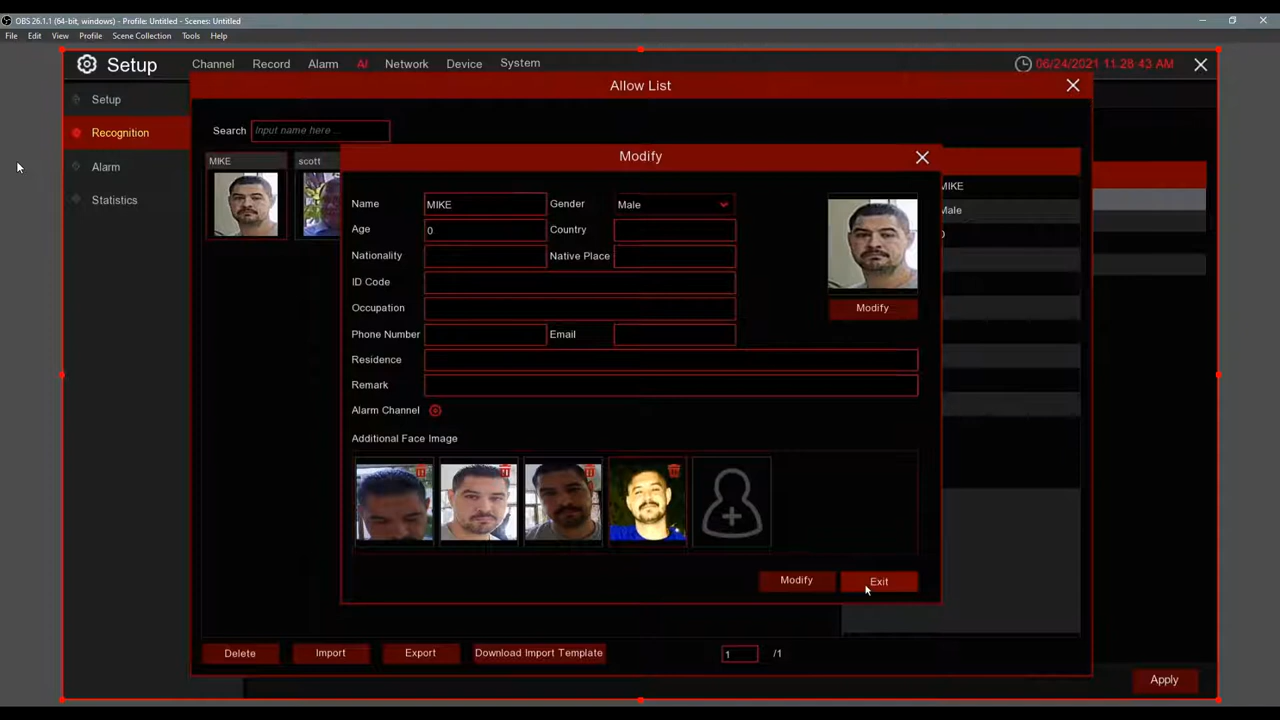 OBS 26.1.1 (64-bit, windows) - Profile: Untitled - Scenes: Untitled
File Edit View Profile Scene Collection Tools Help
Setup Channel Record Alarm AI Network Device System 06/24/2021 11:28:43 AM
Allow List
Setup
Recognition
Alarm
Statistics
Search Input name here ...
MIKE scott
Modify
Name MIKE Gender Male
Age 0 Country
Nationality Native Place
ID Code
Occupation
Phone Number Email
Residence
Remark
Alarm Channel
Additional Face Image
Modify
MIKE
Male
0
Modify Exit
Delete Import Export Download Import Template 1 /1
Apply